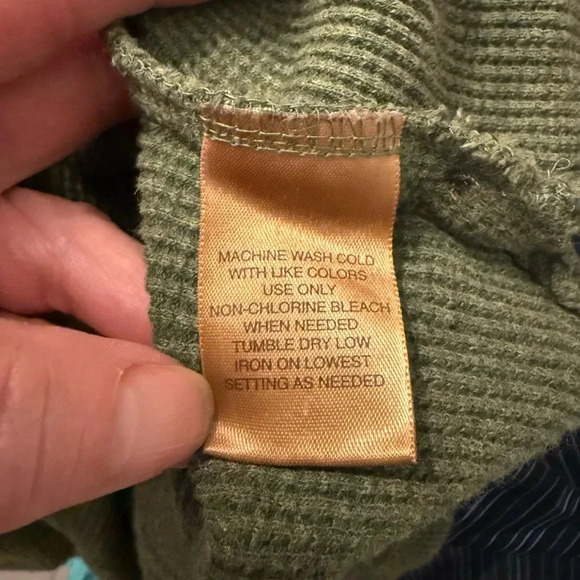 MACHINE WASH COLD
WITH LIKE COLORS
USE ONLY
NON-CHLORINE BLEACH
WHEN NEEDED
TUMBLE DRY LOW
IRON ON LOWEST
SETTING AS NEEDED